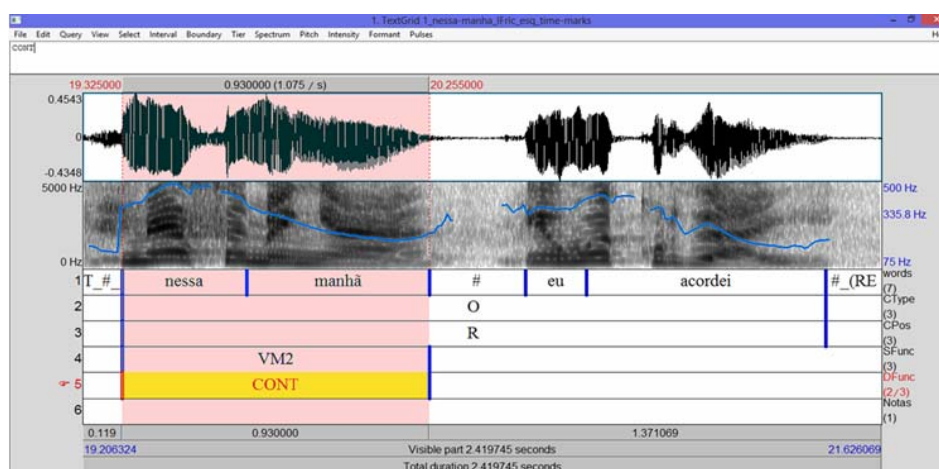 1. TextGrid 1_nessa-manha_IFric_esq_time-marks
File Edit Query View Select Interval Boundary Tier Spectrum Pitch Intensity Formant Pulses
CONT
19.325000 0.930000 (1.075 / s) 20.255000
0.4543
0
-0.4348
5000 Hz 500 Hz
335.8 Hz
0 Hz 75 Hz
1 T_#_ nessa manhã # eu acordei #_(RE words (7)
2 O CType (3)
3 R CPos (3)
4 VM2 SFunc (3)
5 CONT DFunc (2/3)
6 Notas (1)
0.119 0.930000 1.371069
19.206324 Visible part 2.419745 seconds 21.626069
Total duration 2.419745 seconds